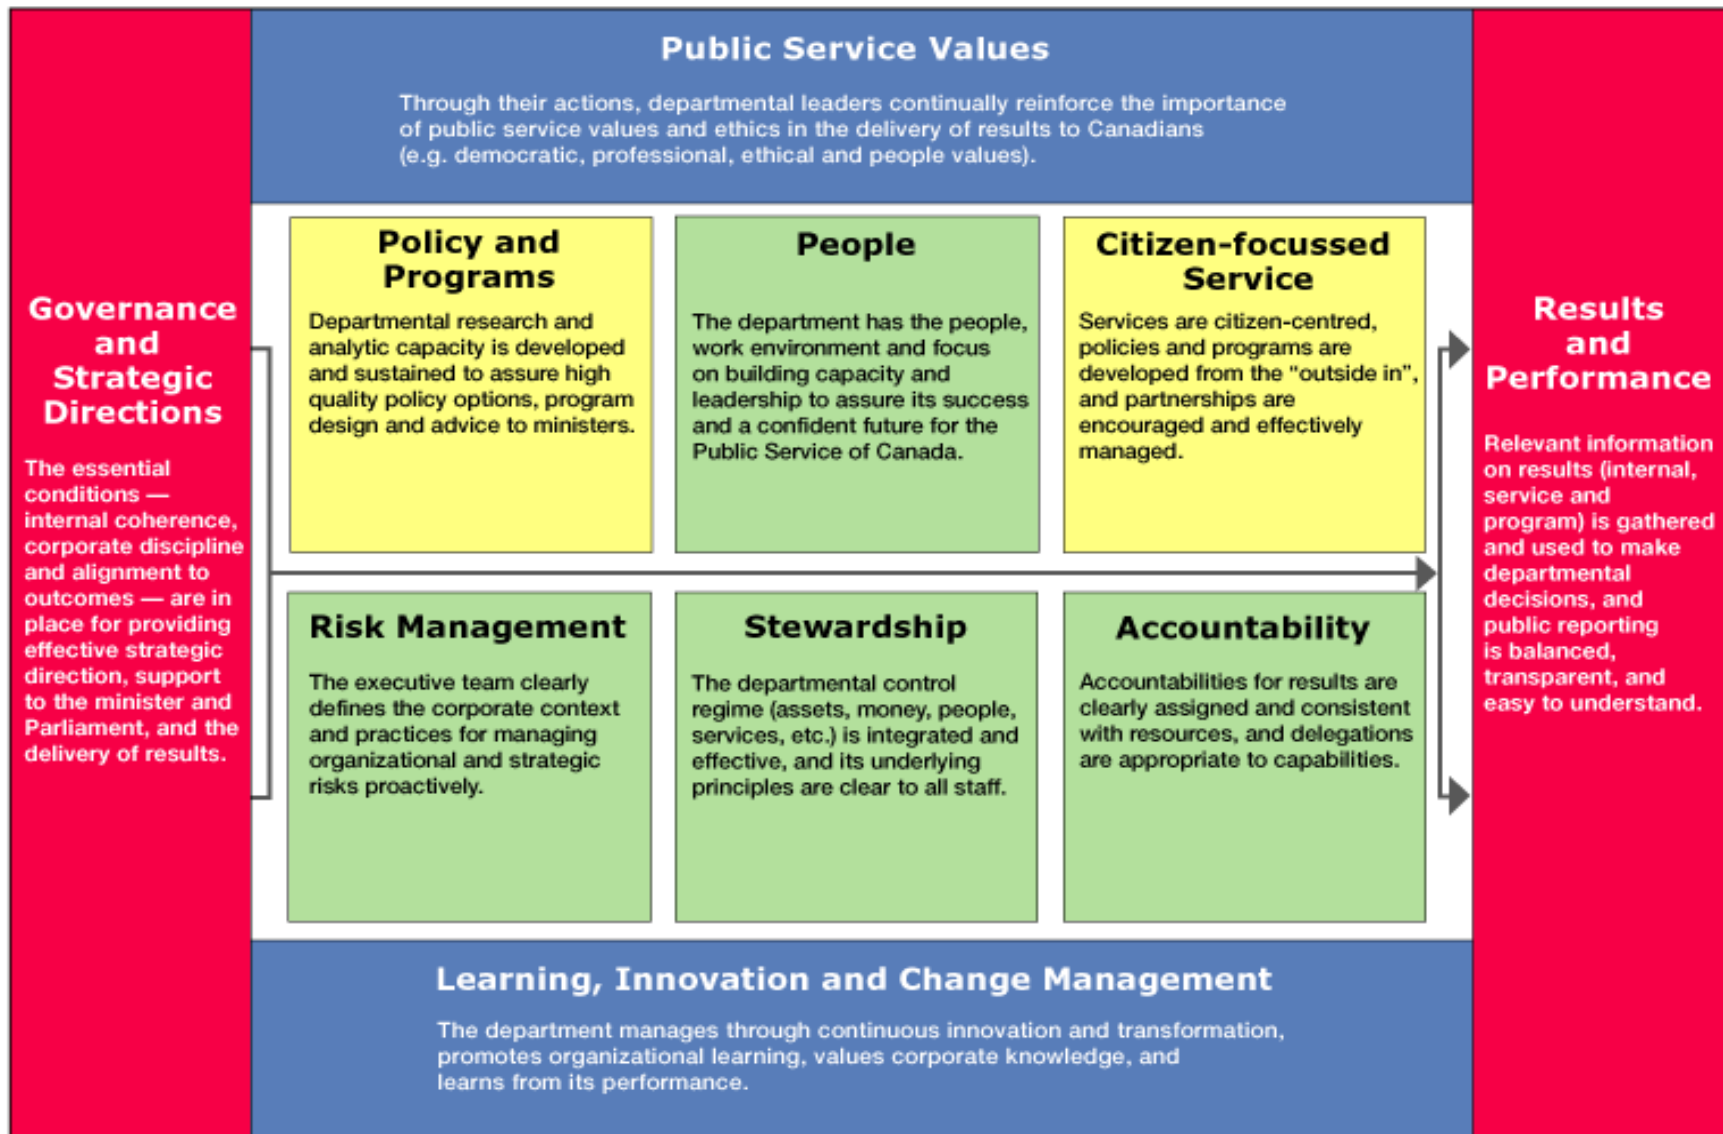 Public Service Values
Through their actions, departmental leaders continually reinforce the importance
of public service values and ethics in the delivery of results to Canadians
(e.g. democratic, professional, ethical and people values).
Governance
and
Strategic
Directions
The essential
conditions —
internal coherence,
corporate discipline
and alignment to
outcomes — are in
place for providing
effective strategic
direction, support
to the minister and
Parliament, and the
delivery of results.
Policy and
Programs
Departmental research and
analytic capacity is developed
and sustained to assure high
quality policy options, program
design and advice to ministers.
People
The department has the people,
work environment and focus
on building capacity and
leadership to assure its success
and a confident future for the
Public Service of Canada.
Citizen-focussed
Service
Services are citizen-centred,
policies and programs are
developed from the “outside in”,
and partnerships are
encouraged and effectively
managed.
Risk Management
The executive team clearly
defines the corporate context
and practices for managing
organizational and strategic
risks proactively.
Stewardship
The departmental control
regime (assets, money, people,
services, etc.) is integrated and
effective, and its underlying
principles are clear to all staff.
Accountability
Accountabilities for results are
clearly assigned and consistent
with resources, and delegations
are appropriate to capabilities.
Results
and
Performance
Relevant information
on results (internal,
service and
program) is gathered
and used to make
departmental
decisions, and
public reporting
is balanced,
transparent, and
easy to understand.
Learning, Innovation and Change Management
The department manages through continuous innovation and transformation,
promotes organizational learning, values corporate knowledge, and
learns from its performance.